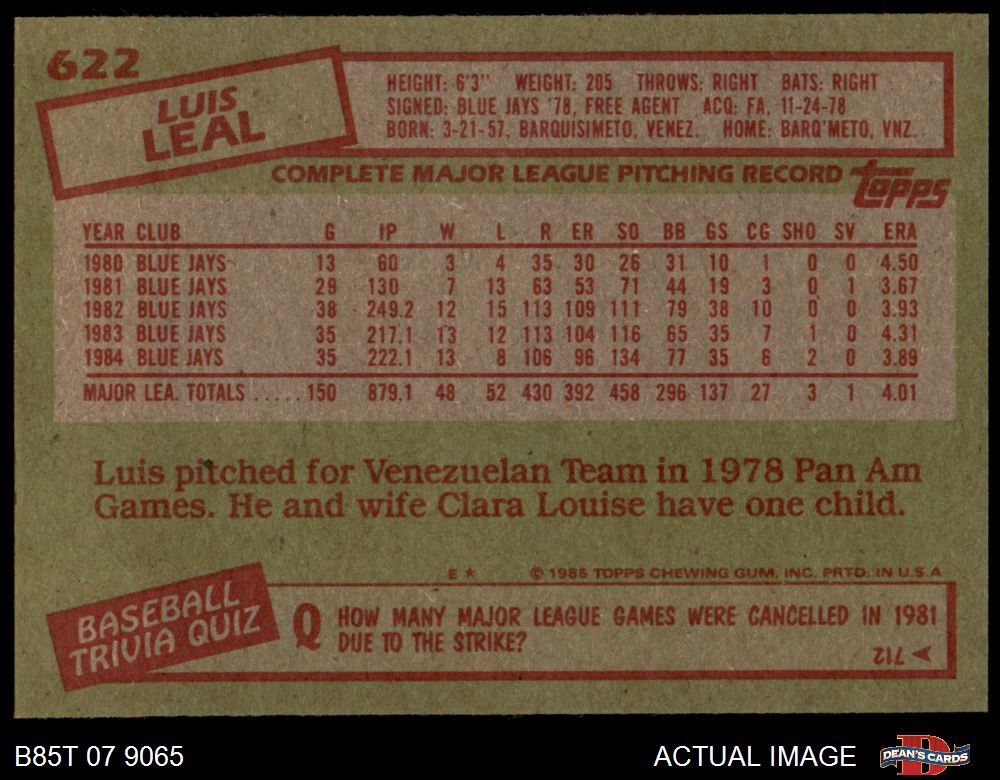 622
LUIS
LEAL
HEIGHT: 6'3" WEIGHT: 205 THROWS: RIGHT BATS: RIGHT
SIGNED: BLUE JAYS '78, FREE AGENT ACQ: FA, 11-24-78
BORN: 3-21-57, BARQUISIMETO, VENEZ. HOME: BARQ'METO, VNZ.
COMPLETE MAJOR LEAGUE PITCHING RECORD topps
YEAR CLUB G IP W L R ER SO BB GS CG SHO SV ERA
1980 BLUE JAYS 13 60 3 4 35 30 26 31 10 1 0 0 4.50
1981 BLUE JAYS 29 130 7 13 63 53 71 44 19 3 0 1 3.67
1982 BLUE JAYS 38 249.2 12 15 113 109 111 79 38 10 0 0 3.93
1983 BLUE JAYS 35 217.1 13 12 113 104 116 65 35 7 1 0 4.31
1984 BLUE JAYS 35 222.1 13 8 106 96 134 77 35 6 2 0 3.89
MAJOR LEA. TOTALS .....150 879.1 48 52 430 392 458 296 137 27 3 1 4.01
Luis pitched for Venezuelan Team in 1978 Pan Am
Games. He and wife Clara Louise have one child.
E * © 1985 TOPPS CHEWING GUM, INC. PRTD. IN U.S.A
BASEBALL
TRIVIA QUIZ
Q HOW MANY MAJOR LEAGUE GAMES WERE CANCELLED IN 1981
DUE TO THE STRIKE?
712
B85T 07 9065 ACTUAL IMAGE DEAN'S CARDS